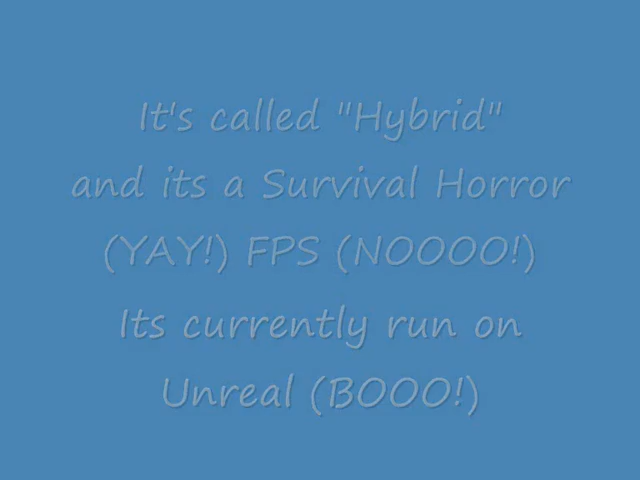 It's called "Hybrid"
and its a Survival Horror
(YAY!) FPS (NOOOO!)
Its currently run on
Unreal (BOOO!)